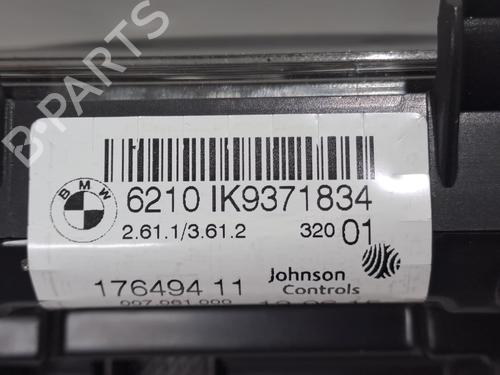 B-PARTS
BMW
6210 IK9371834
2.61.1/3.61.2 320 01
176494 11 Johnson
Controls